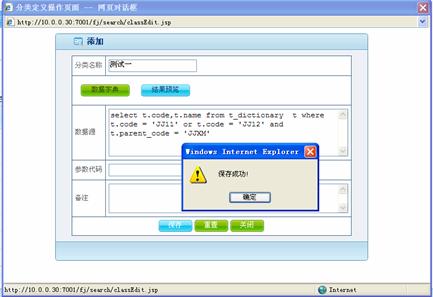 分类定义操作页面 -- 网页对话框
http://10.0.0.30:7001/fj/search/classEdit.jsp
添加
分类名称 测试一
数据字典 结果预览
数据源
select t.code,t.name from t_dictionary t where
t.code = 'JJ11' or t.code = 'JJ12' and
t.parent_code = 'JJXM'
Windows Internet Explorer
参数代码
保存成功!
备注
确定
保存 重置 关闭
http://10.0.0.30:7001/fj/search/classEdit.jsp Internet